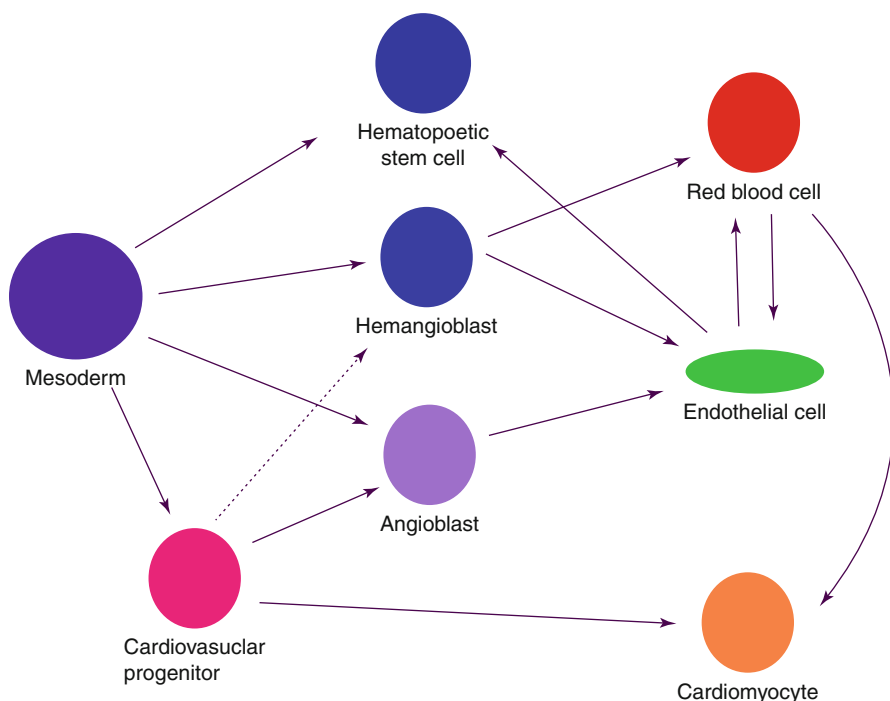 Hematopoetic
stem cell
Red blood cell
Mesoderm
Hemangioblast
Endothelial cell
Angioblast
Cardiovasuclar
progenitor
Cardiomyocyte